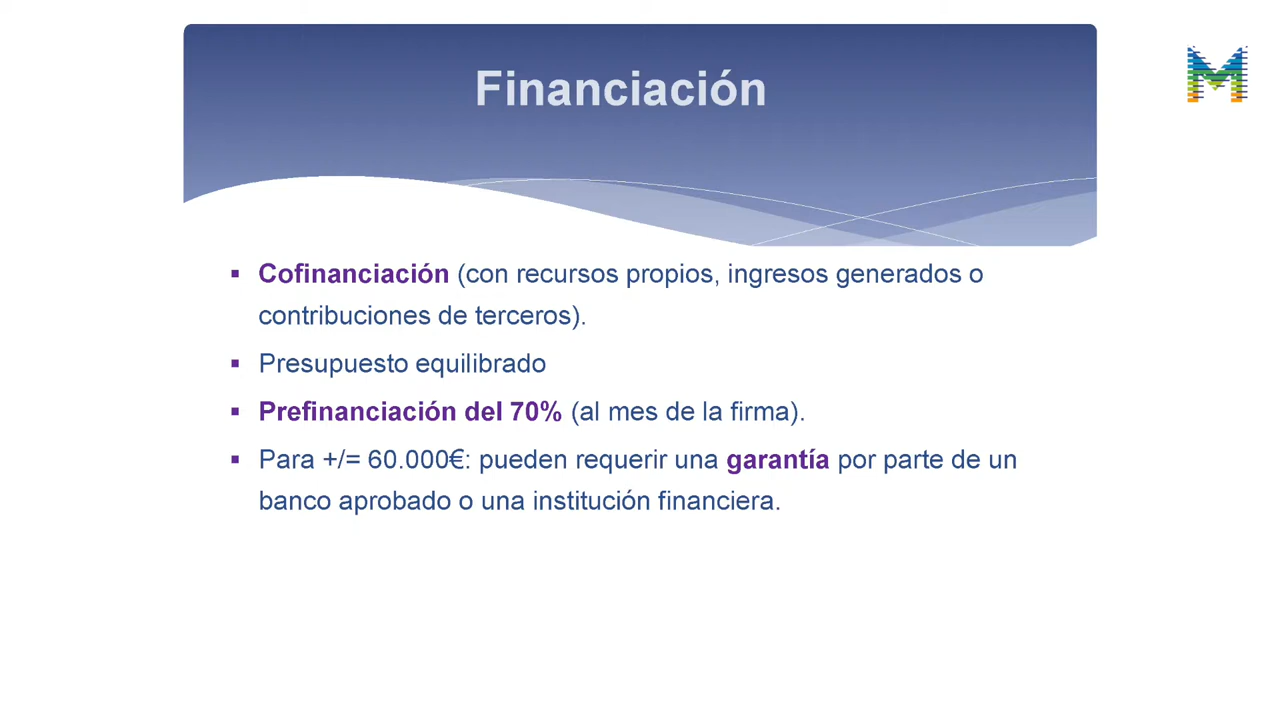 Financiación
▪ Cofinanciación (con recursos propios, ingresos generados o
contribuciones de terceros).
▪ Presupuesto equilibrado
▪ Prefinanciación del 70% (al mes de la firma).
▪ Para +/= 60.000€: pueden requerir una garantía por parte de un
banco aprobado o una institución financiera.